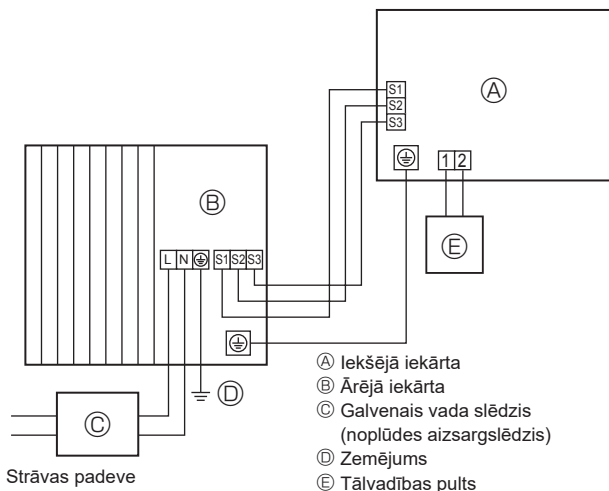 S1
S2
S3
Ⓐ
1 2
Ⓑ
Ⓔ
L N S1 S2 S3
Ⓓ
Ⓒ
Strāvas padeve
Ⓐ Iekšējā iekārta
Ⓑ Ārējā iekārta
Ⓒ Galvenais vada slēdzis
(noplūdes aizsargslēdzis)
Ⓓ Zemējums
Ⓔ Tālvadības pults